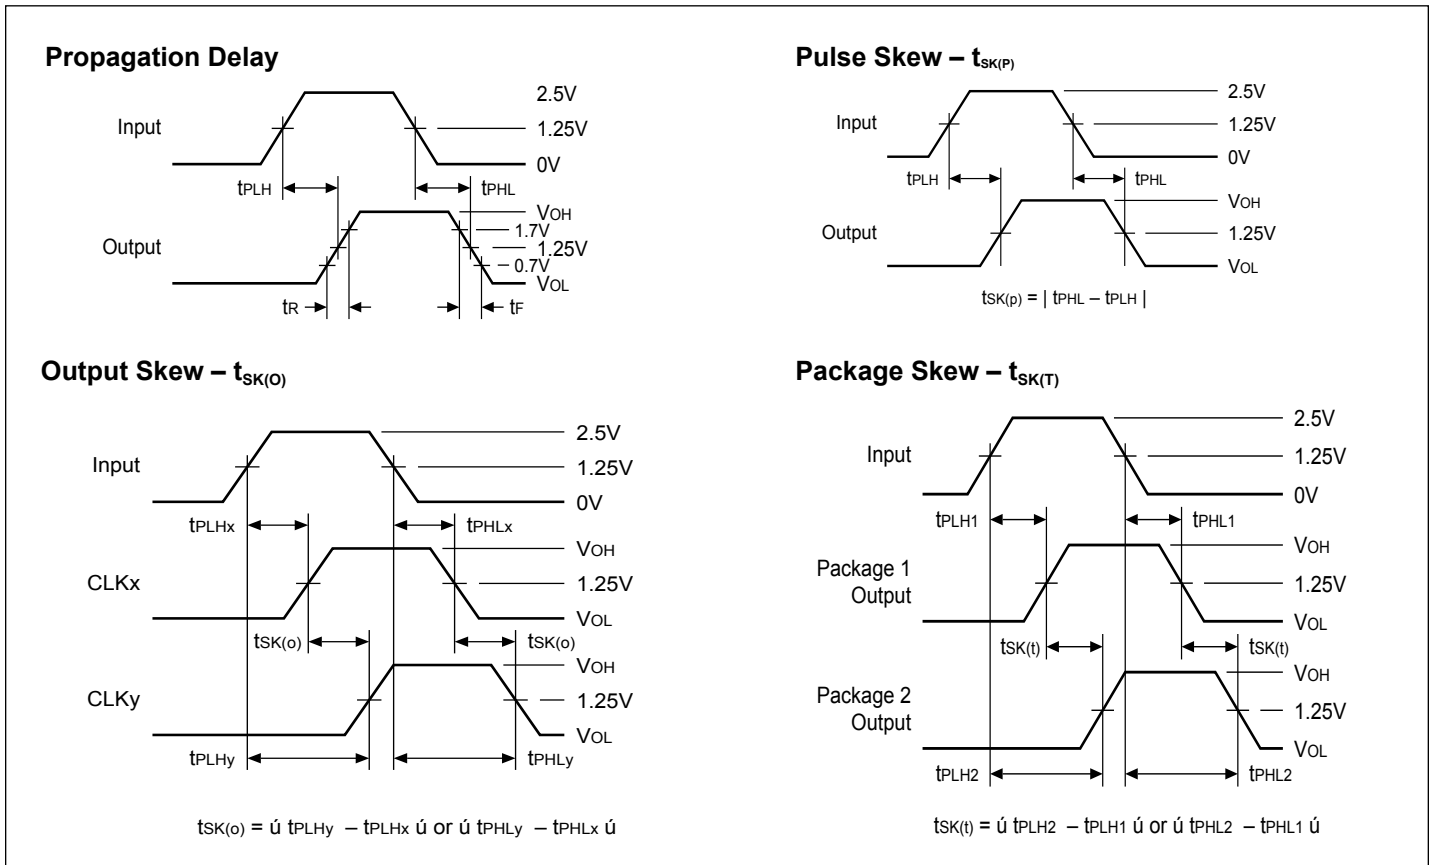 Propagation Delay
Input
2.5V
1.25V
0V
tPLH
tPHL
Output
VOH
1.7V
1.25V
0.7V
VOL
tR
tF
Pulse Skew – tSK(P)
Input
2.5V
1.25V
0V
tPLH
tPHL
Output
VOH
1.25V
VOL
tSK(p) = | tPHL – tPLH |
Output Skew – tSK(O)
Input
2.5V
1.25V
0V
tPLHx
tPHLx
CLKx
VOH
1.25V
VOL
tSK(o)
tSK(o)
CLKy
VOH
1.25V
VOL
tPLHy
tPHLy
tSK(o) = ú tPLHy – tPLHx ú or ú tPHLy – tPHLx ú
Package Skew – tSK(T)
Input
2.5V
1.25V
0V
tPLH1
tPHL1
Package 1
Output
VOH
1.25V
VOL
tSK(t)
tSK(t)
Package 2
Output
VOH
1.25V
VOL
tPLH2
tPHL2
tSK(t) = ú tPLH2 – tPLH1 ú or ú tPHL2 – tPHL1 ú